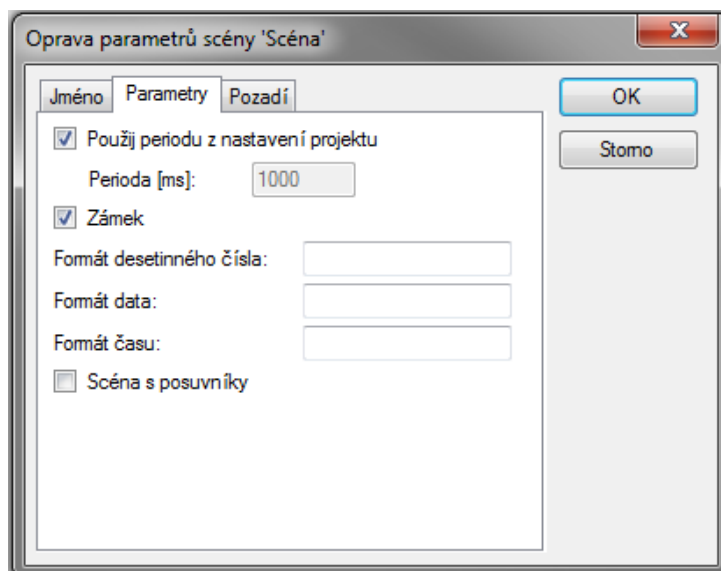 Oprava parametrů scény 'Scéna'
Jméno Parametry Pozadí
OK
Použij periodu z nastavení projektu
Storno
Perioda [ms]: 1000
Zámek
Formát desetinného čísla:
Formát data:
Formát času:
Scéna s posuvníky